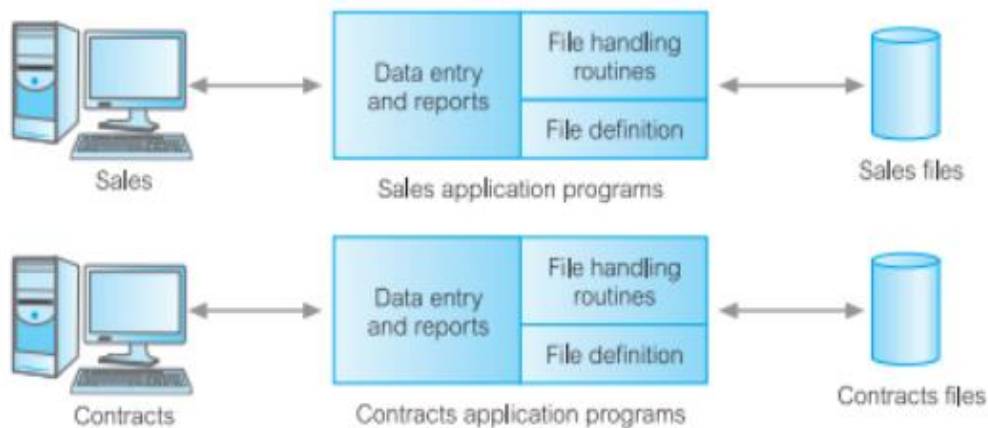 Data entry
and reports
File handling
routines
File definition
Sales
Sales application programs
Sales files
Data entry
and reports
File handling
routines
File definition
Contracts
Contracts application programs
Contracts files